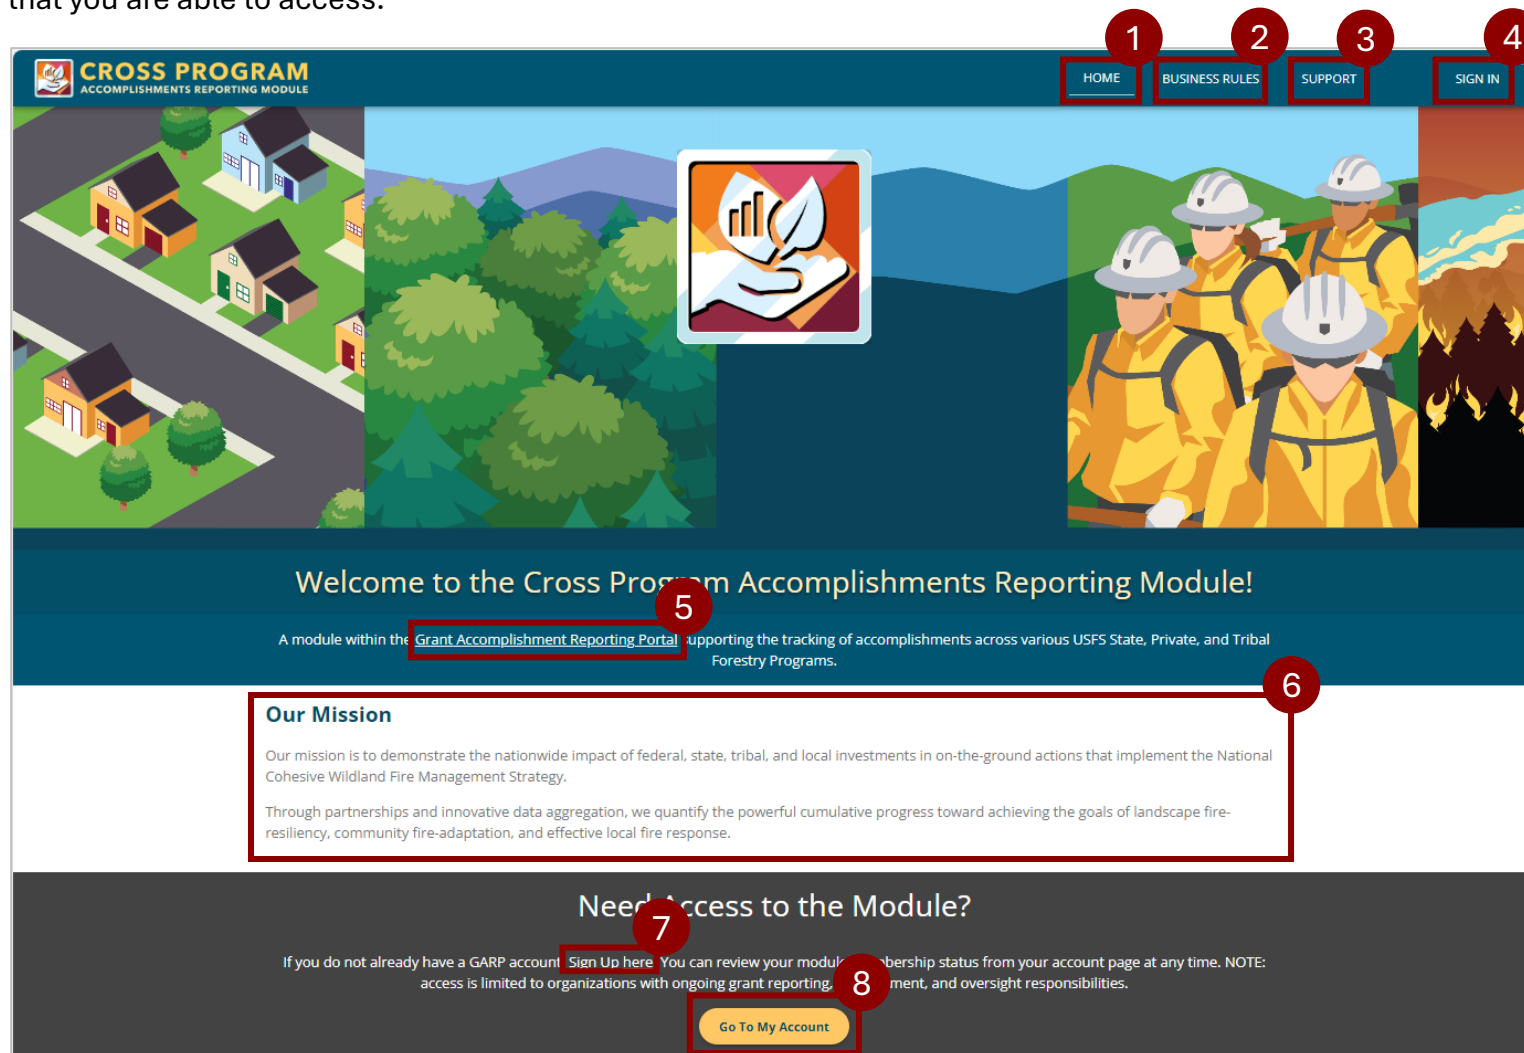 that you are able to access.
1
2
3
4
CROSS PROGRAM
ACCOMPLISHMENTS REPORTING MODULE
HOME
BUSINESS RULES
SUPPORT
SIGN IN
Welcome to the Cross Program Accomplishments Reporting Module!
5
A module within the Grant Accomplishment Reporting Portal supporting the tracking of accomplishments across various USFS State, Private, and Tribal
Forestry Programs.
6
Our Mission
Our mission is to demonstrate the nationwide impact of federal, state, tribal, and local investments in on-the-ground actions that implement the National
Cohesive Wildland Fire Management Strategy.
Through partnerships and innovative data aggregation, we quantify the powerful cumulative progress toward achieving the goals of landscape fire-
resiliency, community fire-adaptation, and effective local fire response.
Need Access to the Module?
7
If you do not already have a GARP account Sign Up here You can review your module membership status from your account page at any time. NOTE:
access is limited to organizations with ongoing grant reporting, ment, and oversight responsibilities.
8
Go To My Account